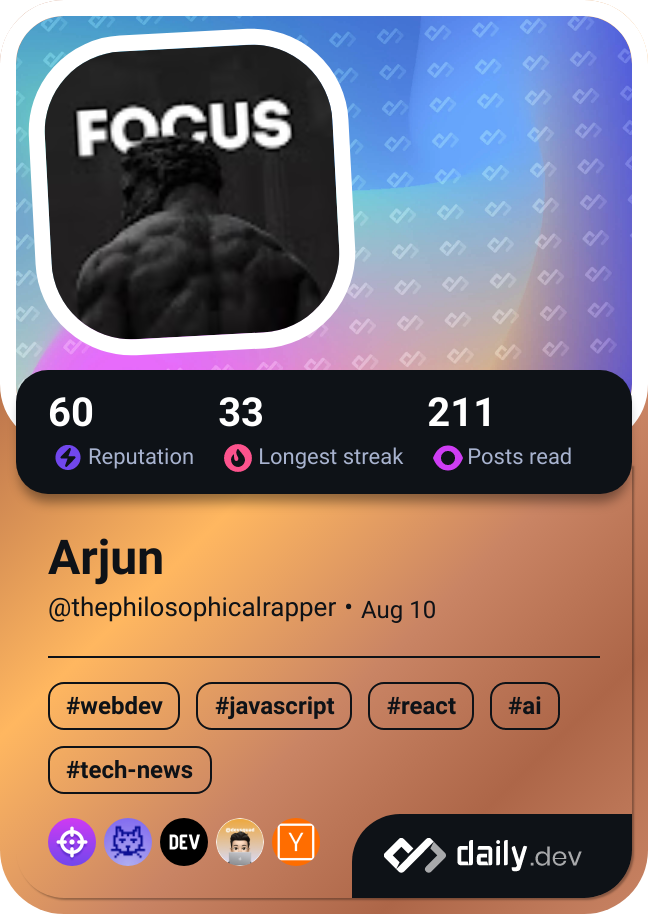 FOCUS
60 33 211
Reputation Longest streak Posts read
Arjun
@thephilosophicalrapper • Aug 10
#webdev #javascript #react #ai
#tech-news
DEV Y
daily.dev